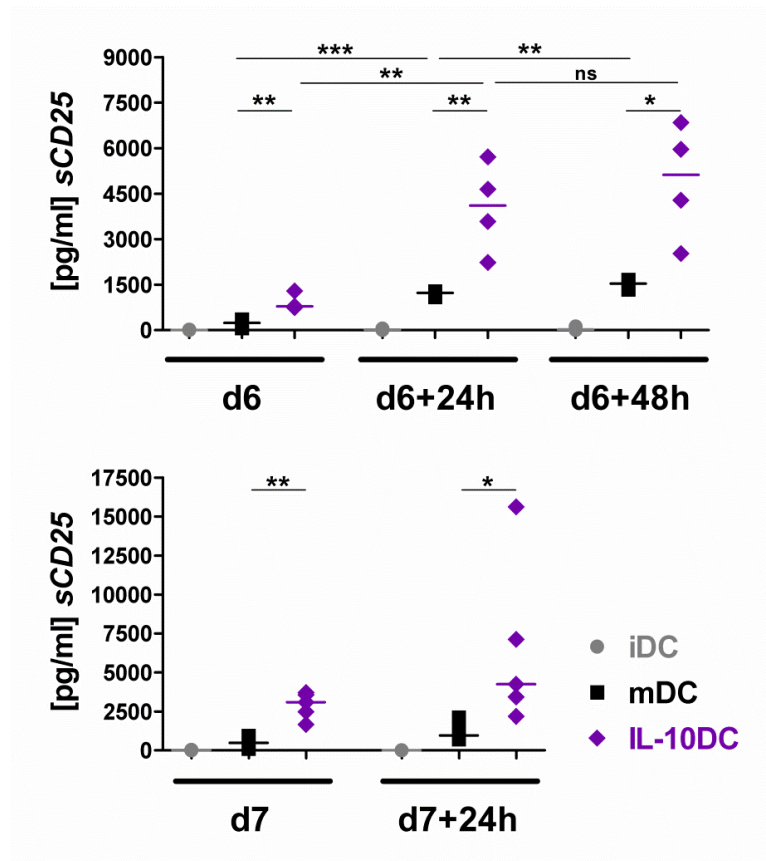 9000
7500
6000
4500
3000
1500
0
[pg/ml] sCD25
*** **
** ns
** ** *
d6 d6+24h d6+48h
17500
15000
12500
10000
7500
5000
2500
0
[pg/ml] sCD25
** *
d7 d7+24h
iDC
mDC
IL-10DC